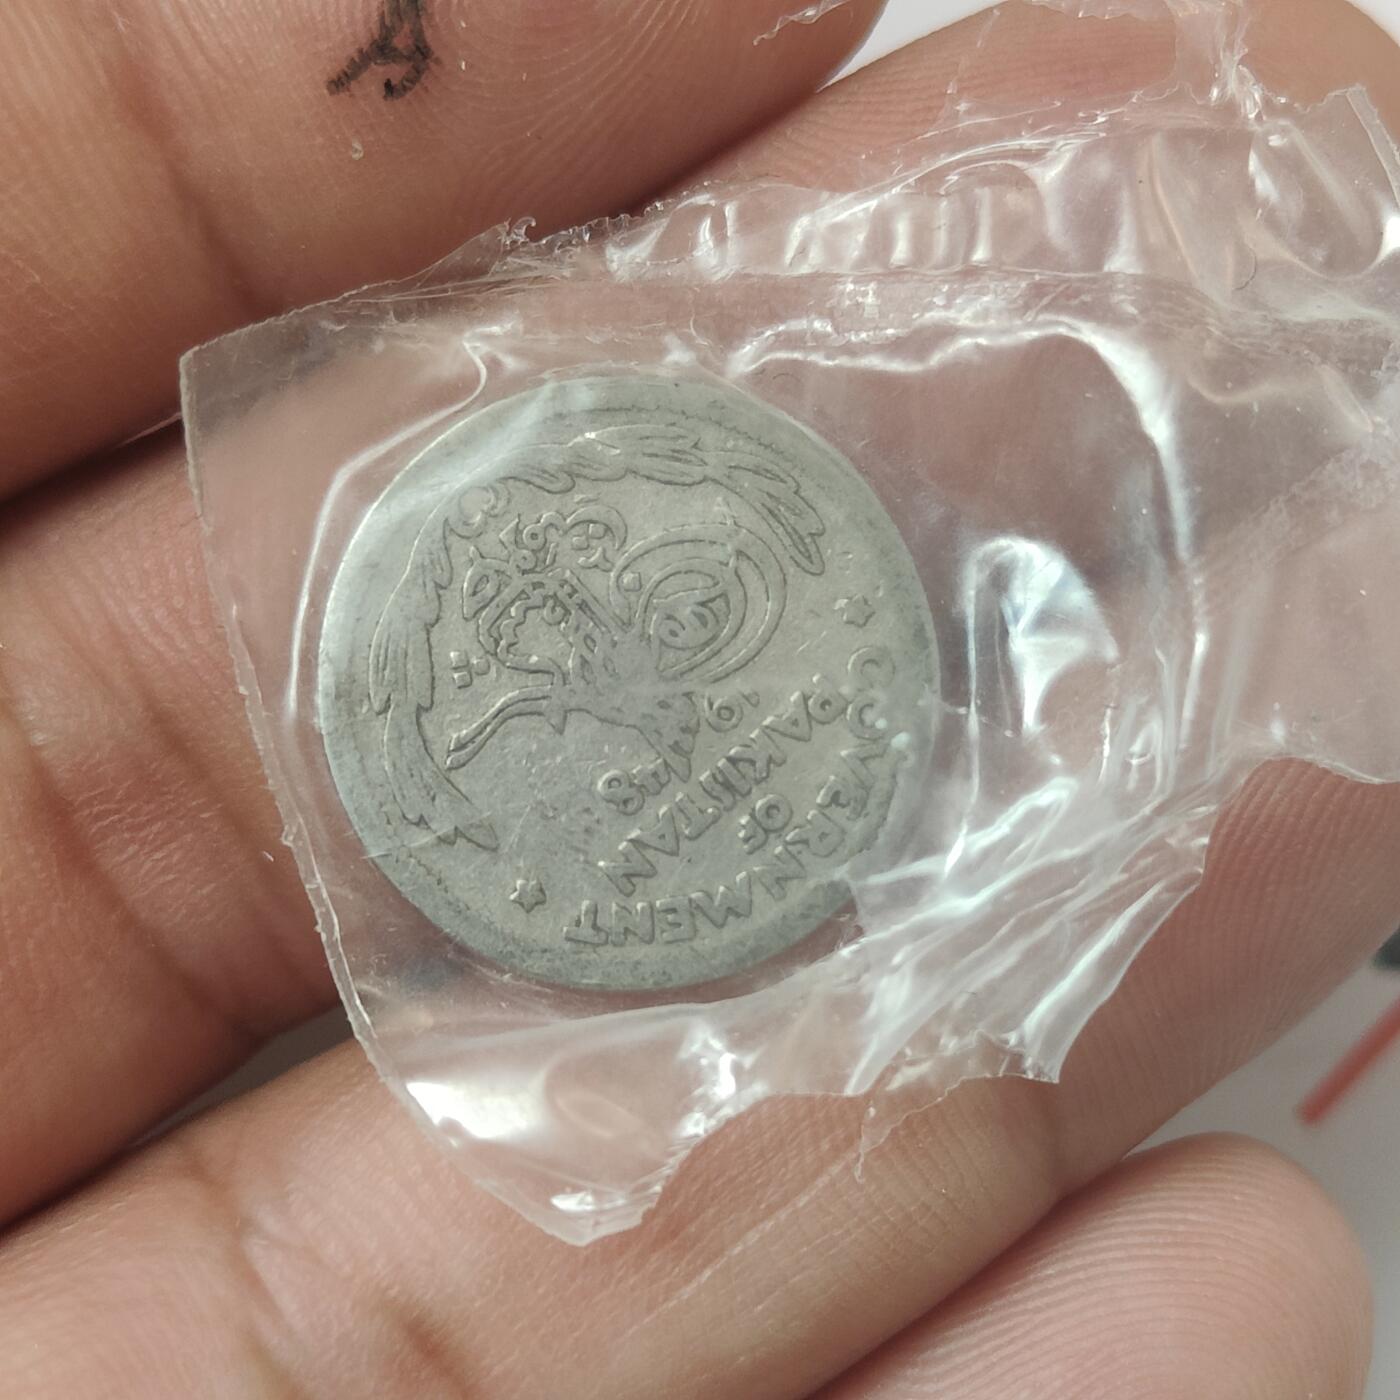 GOVERNMENT
OF
PAKISTAN
1948